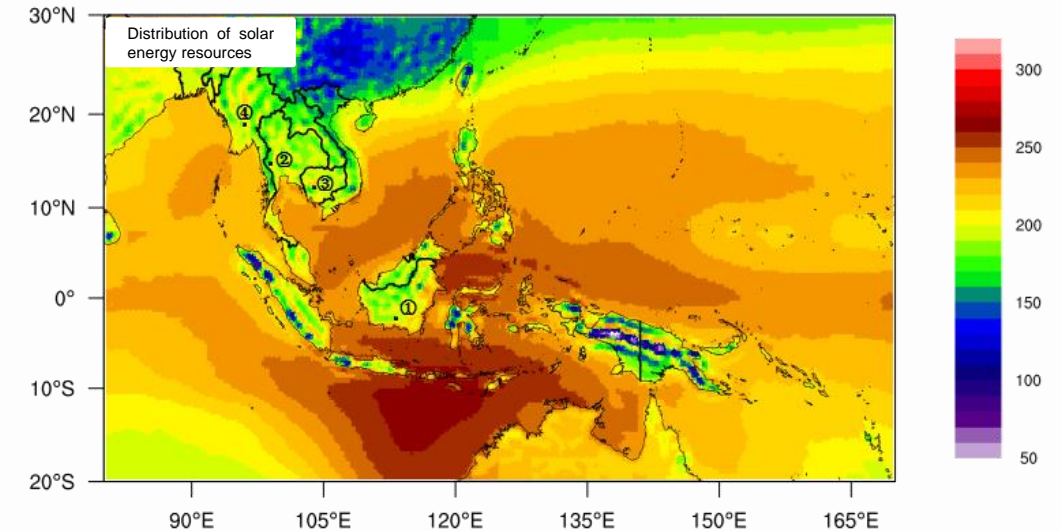 30°N
Distribution of solar
energy resources
300
④
20°N
250
②
③
10°N
200
0°
①
150
10°S
100
20°S
50
90°E 105°E 120°E 135°E 150°E 165°E